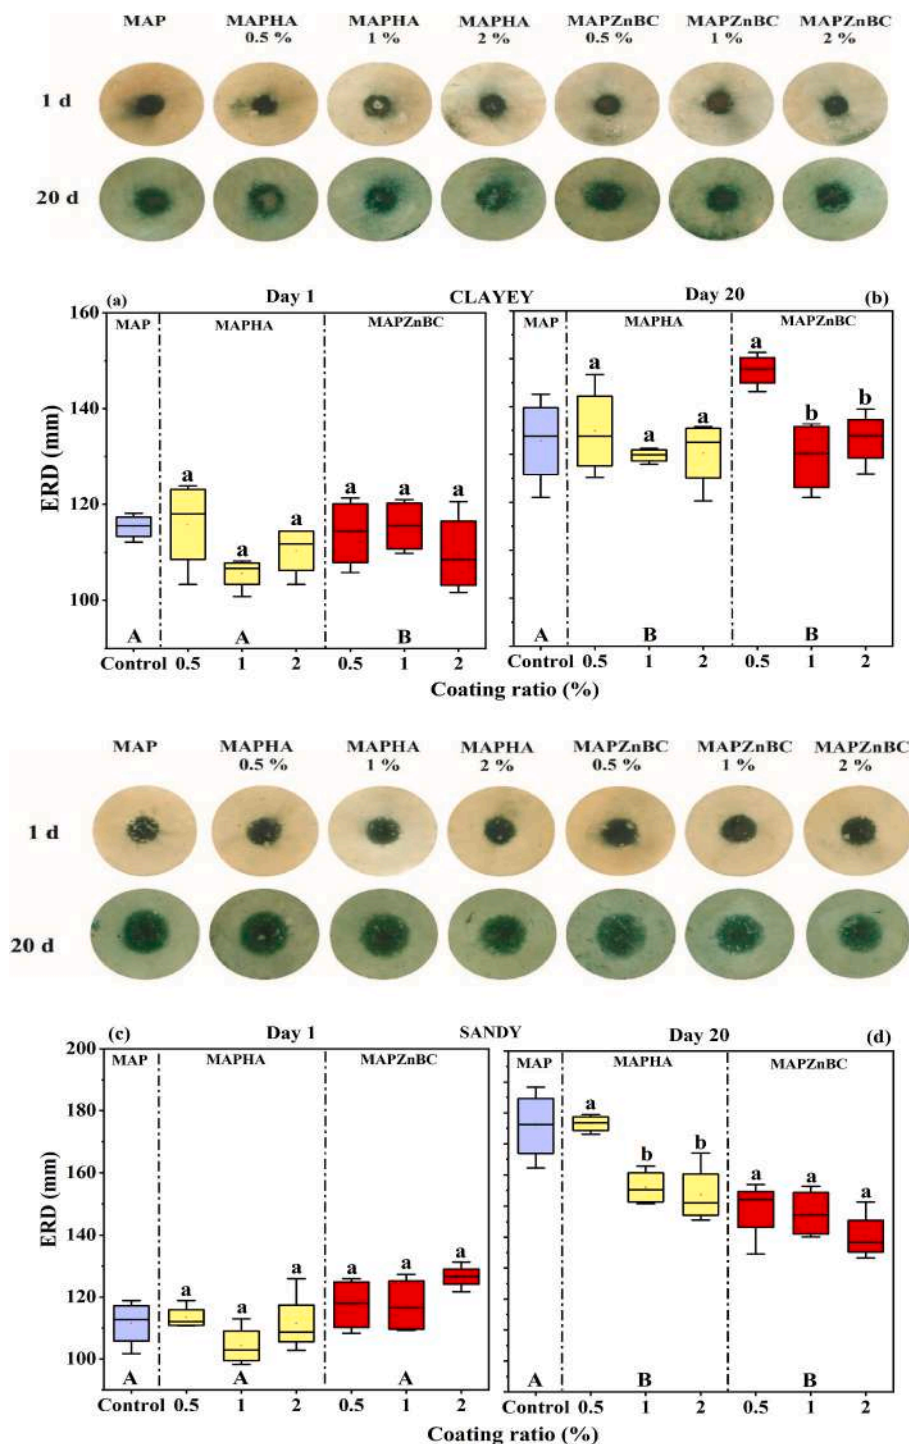 MAP MAPHA MAPHA MAPHA MAPZnBC MAPZnBC MAPZnBC
0.5 % 1 % 2 % 0.5 % 1 % 2 %
1 d
20 d
(a) Day 1 CLAYEY Day 20 (b)
160
MAP MAPHA MAPZnBC MAP MAPHA MAPZnBC
a a
140
a a b b
ERD (mm)
120
a a a a a a
100
A A B A B B
Control 0.5 1 2 0.5 1 2 Control 0.5 1 2 0.5 1 2
Coating ratio (%)
MAP MAPHA MAPHA MAPHA MAPZnBC MAPZnBC MAPZnBC
0.5 % 1 % 2 % 0.5 % 1 % 2 %
1 d
20 d
(c) Day 1 SANDY Day 20 (d)
200
MAP MAPHA MAPZnBC MAP MAPHA MAPZnBC
180
a
160
b b a a a
ERD (mm)
140
120
a a a a a a
100
A A A A B B
Control 0.5 1 2 0.5 1 2 Control 0.5 1 2 0.5 1 2
Coating ratio (%)